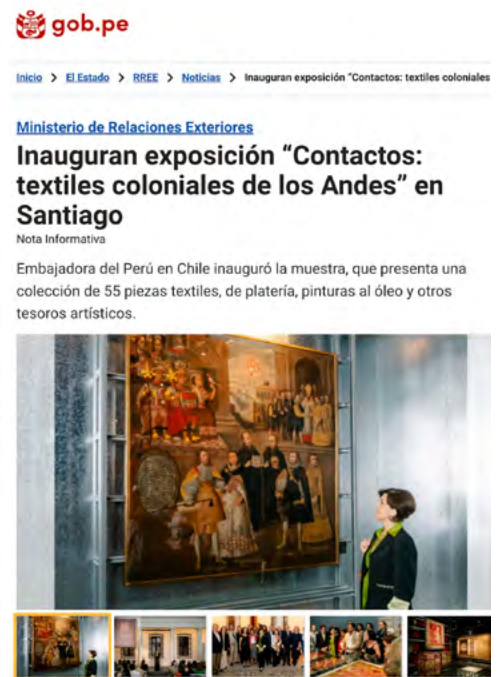 gob.pe
Inicio > El Estado > RREE > Noticias > Inauguran exposición "Contactos: textiles coloniales
Ministerio de Relaciones Exteriores
Inauguran exposición “Contactos:
textiles coloniales de los Andes” en
Santiago
Nota Informativa
Embajadora del Perú en Chile inauguró la muestra, que presenta una
colección de 55 piezas textiles, de platería, pinturas al óleo y otros
tesoros artísticos.